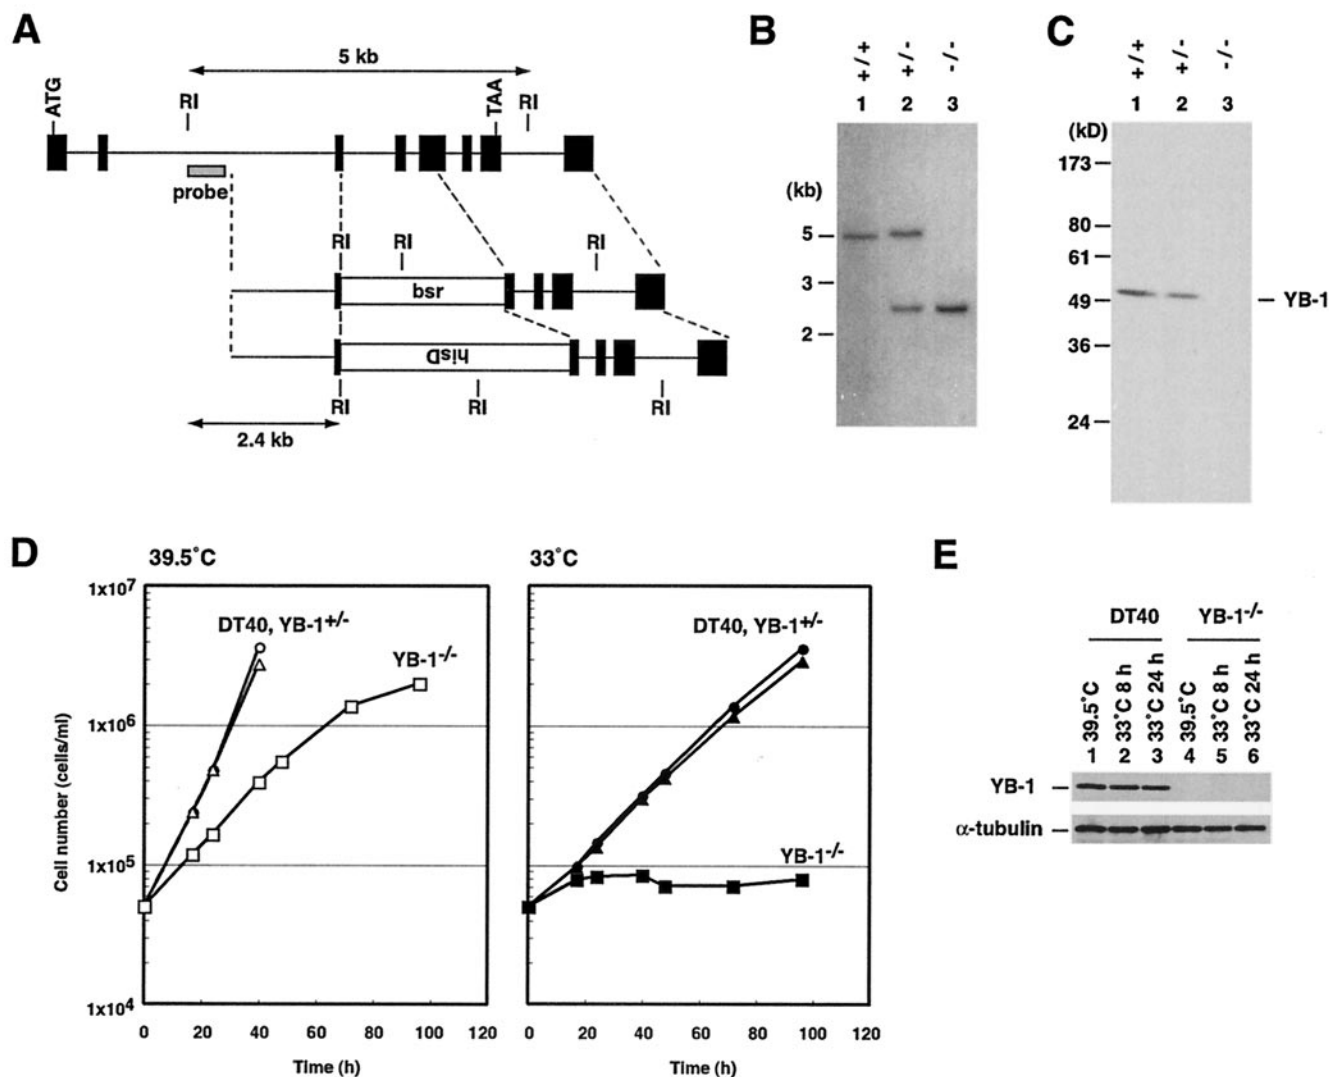 A
5 kb
ATG
RI
TAA
RI
probe
RI
RI
RI
bsr
hisD
RI
RI
RI
2.4 kb
B
+/+
+/-
-/-
1 2 3
(kb)
5
3
2
C
+/+
+/-
-/-
1 2 3
(kD)
173
80
61
49
36
24
YB-1
D
39.5˚C
1x10⁷
1x10⁶
1x10⁵
1x10⁴
Cell number (cells/ml)
DT40, YB-1⁺/⁻
YB-1⁻/⁻
0 20 40 60 80 100 120
Time (h)
33˚C
DT40, YB-1⁺/⁻
YB-1⁻/⁻
0 20 40 60 80 100 120
Time (h)
E
DT40 YB-1⁻/⁻
39.5˚C
33˚C 8 h
33˚C 24 h
39.5˚C
33˚C 8 h
33˚C 24 h
1 2 3 4 5 6
YB-1
α-tubulin